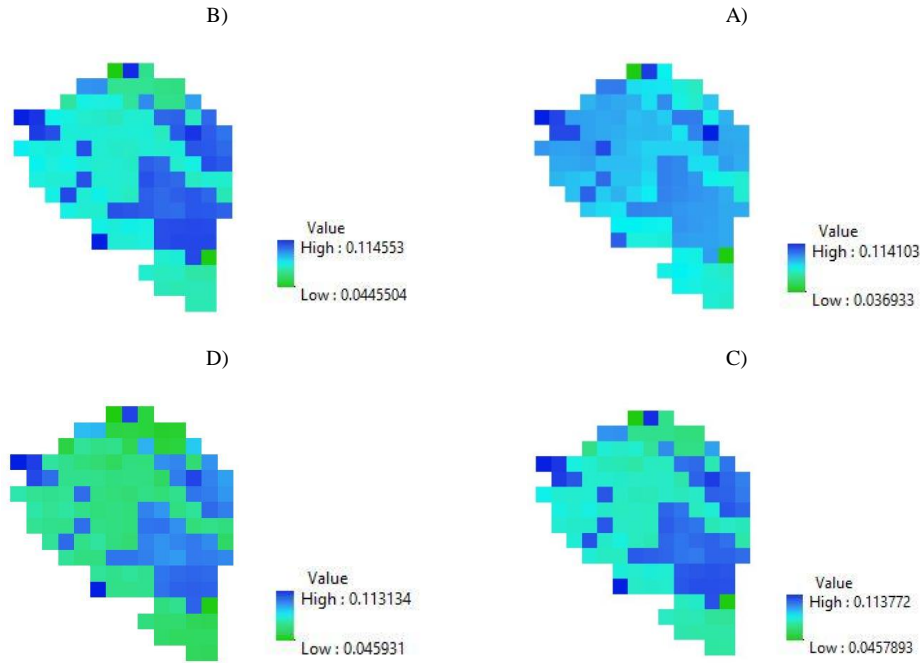 B)
A)
Value
High : 0.114553
Low : 0.0445504
Value
High : 0.114103
Low : 0.036933
D)
C)
Value
High : 0.113134
Low : 0.045931
Value
High : 0.113772
Low : 0.0457893